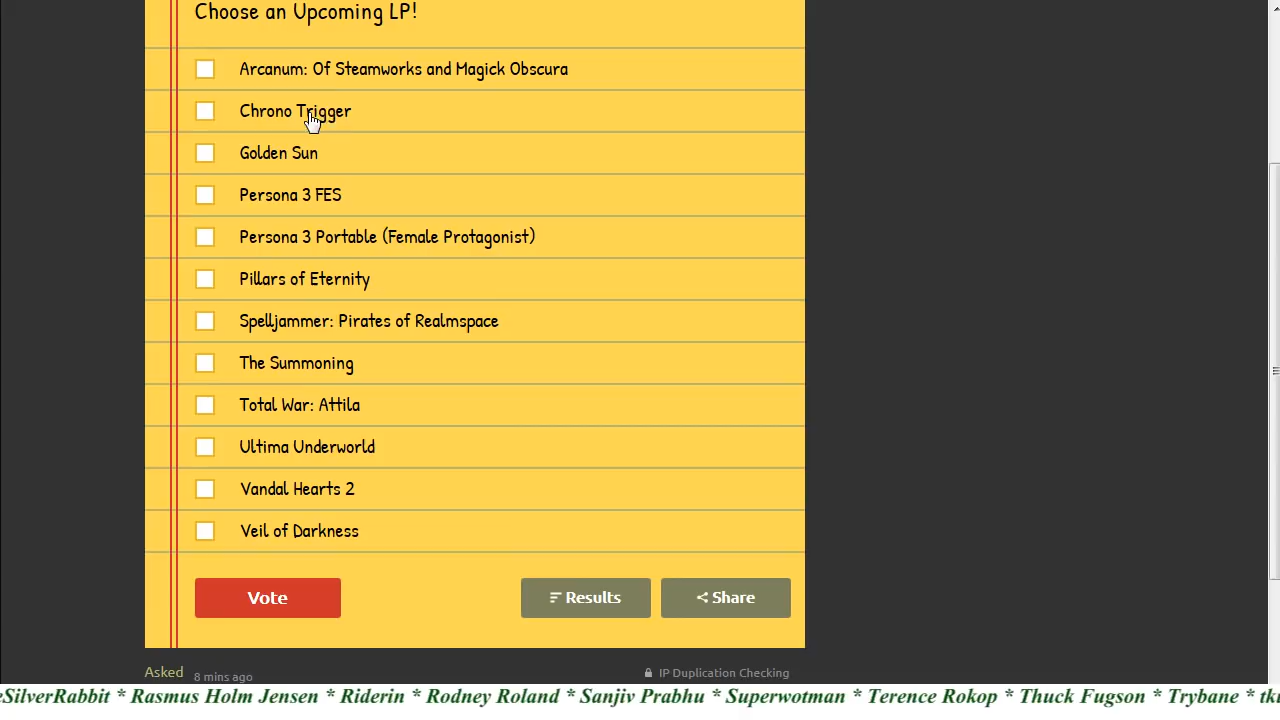 Choose an Upcoming LP!
Arcanum: Of Steamworks and Magick Obscura
Chrono Trigger
Golden Sun
Persona 3 FES
Persona 3 Portable (Female Protagonist)
Pillars of Eternity
Spelljammer: Pirates of Realmspace
The Summoning
Total War: Attila
Ultima Underworld
Vandal Hearts 2
Veil of Darkness
Vote Results Share
Asked 8 mins ago IP Duplication Checking
eSilverRabbit * Rasmus Holm Jensen * Riderin * Rodney Roland * Sanjiv Prabhu * Superwotman * Terence Rokop * Thuck Fugson * Trybane *